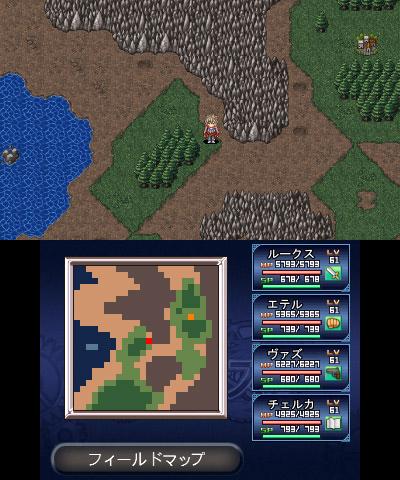 ルークス LV
HP 5793/5793 61
SP 678/ 678
エテル LV
HP 5365/5365 61
SP 739/ 739
ヴァズ LV
HP 6227/6227 61
SP 680/ 680
チェルカ LV
HP 4925/4925 61
SP 793/ 793
フィールドマップ